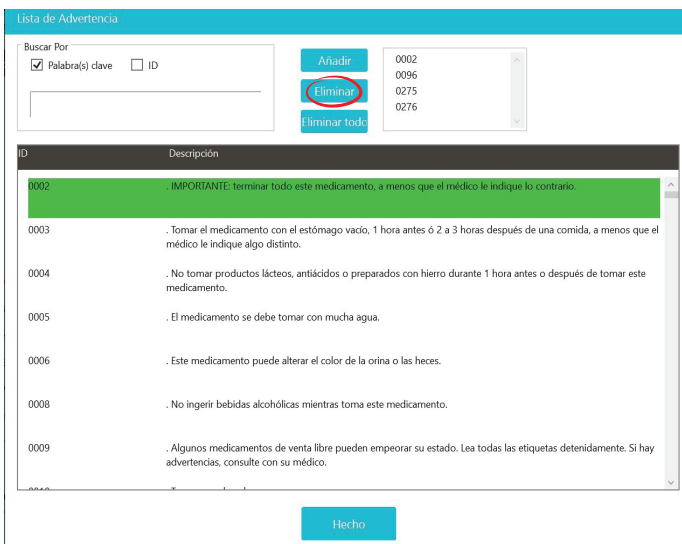 Lista de Advertencia
Buscar Por
Palabra(s) clave
ID
Añadir
Eliminar
Eliminar todo
0002
0096
0275
0276
ID Descripción
0002 . IMPORTANTE: terminar todo este medicamento, a menos que el médico le indique lo contrario.
0003 . Tomar el medicamento con el estómago vacío, 1 hora antes ó 2 a 3 horas después de una comida, a menos que el
médico le indique algo distinto.
0004 . No tomar productos lácteos, antiácidos o preparados con hierro durante 1 hora antes o después de tomar este
medicamento.
0005 . El medicamento se debe tomar con mucha agua.
0006 . Este medicamento puede alterar el color de la orina o las heces.
0008 . No ingerir bebidas alcohólicas mientras toma este medicamento.
0009 . Algunos medicamentos de venta libre pueden empeorar su estado. Lea todas las etiquetas detenidamente. Si hay
advertencias, consulte con su médico.
Hecho